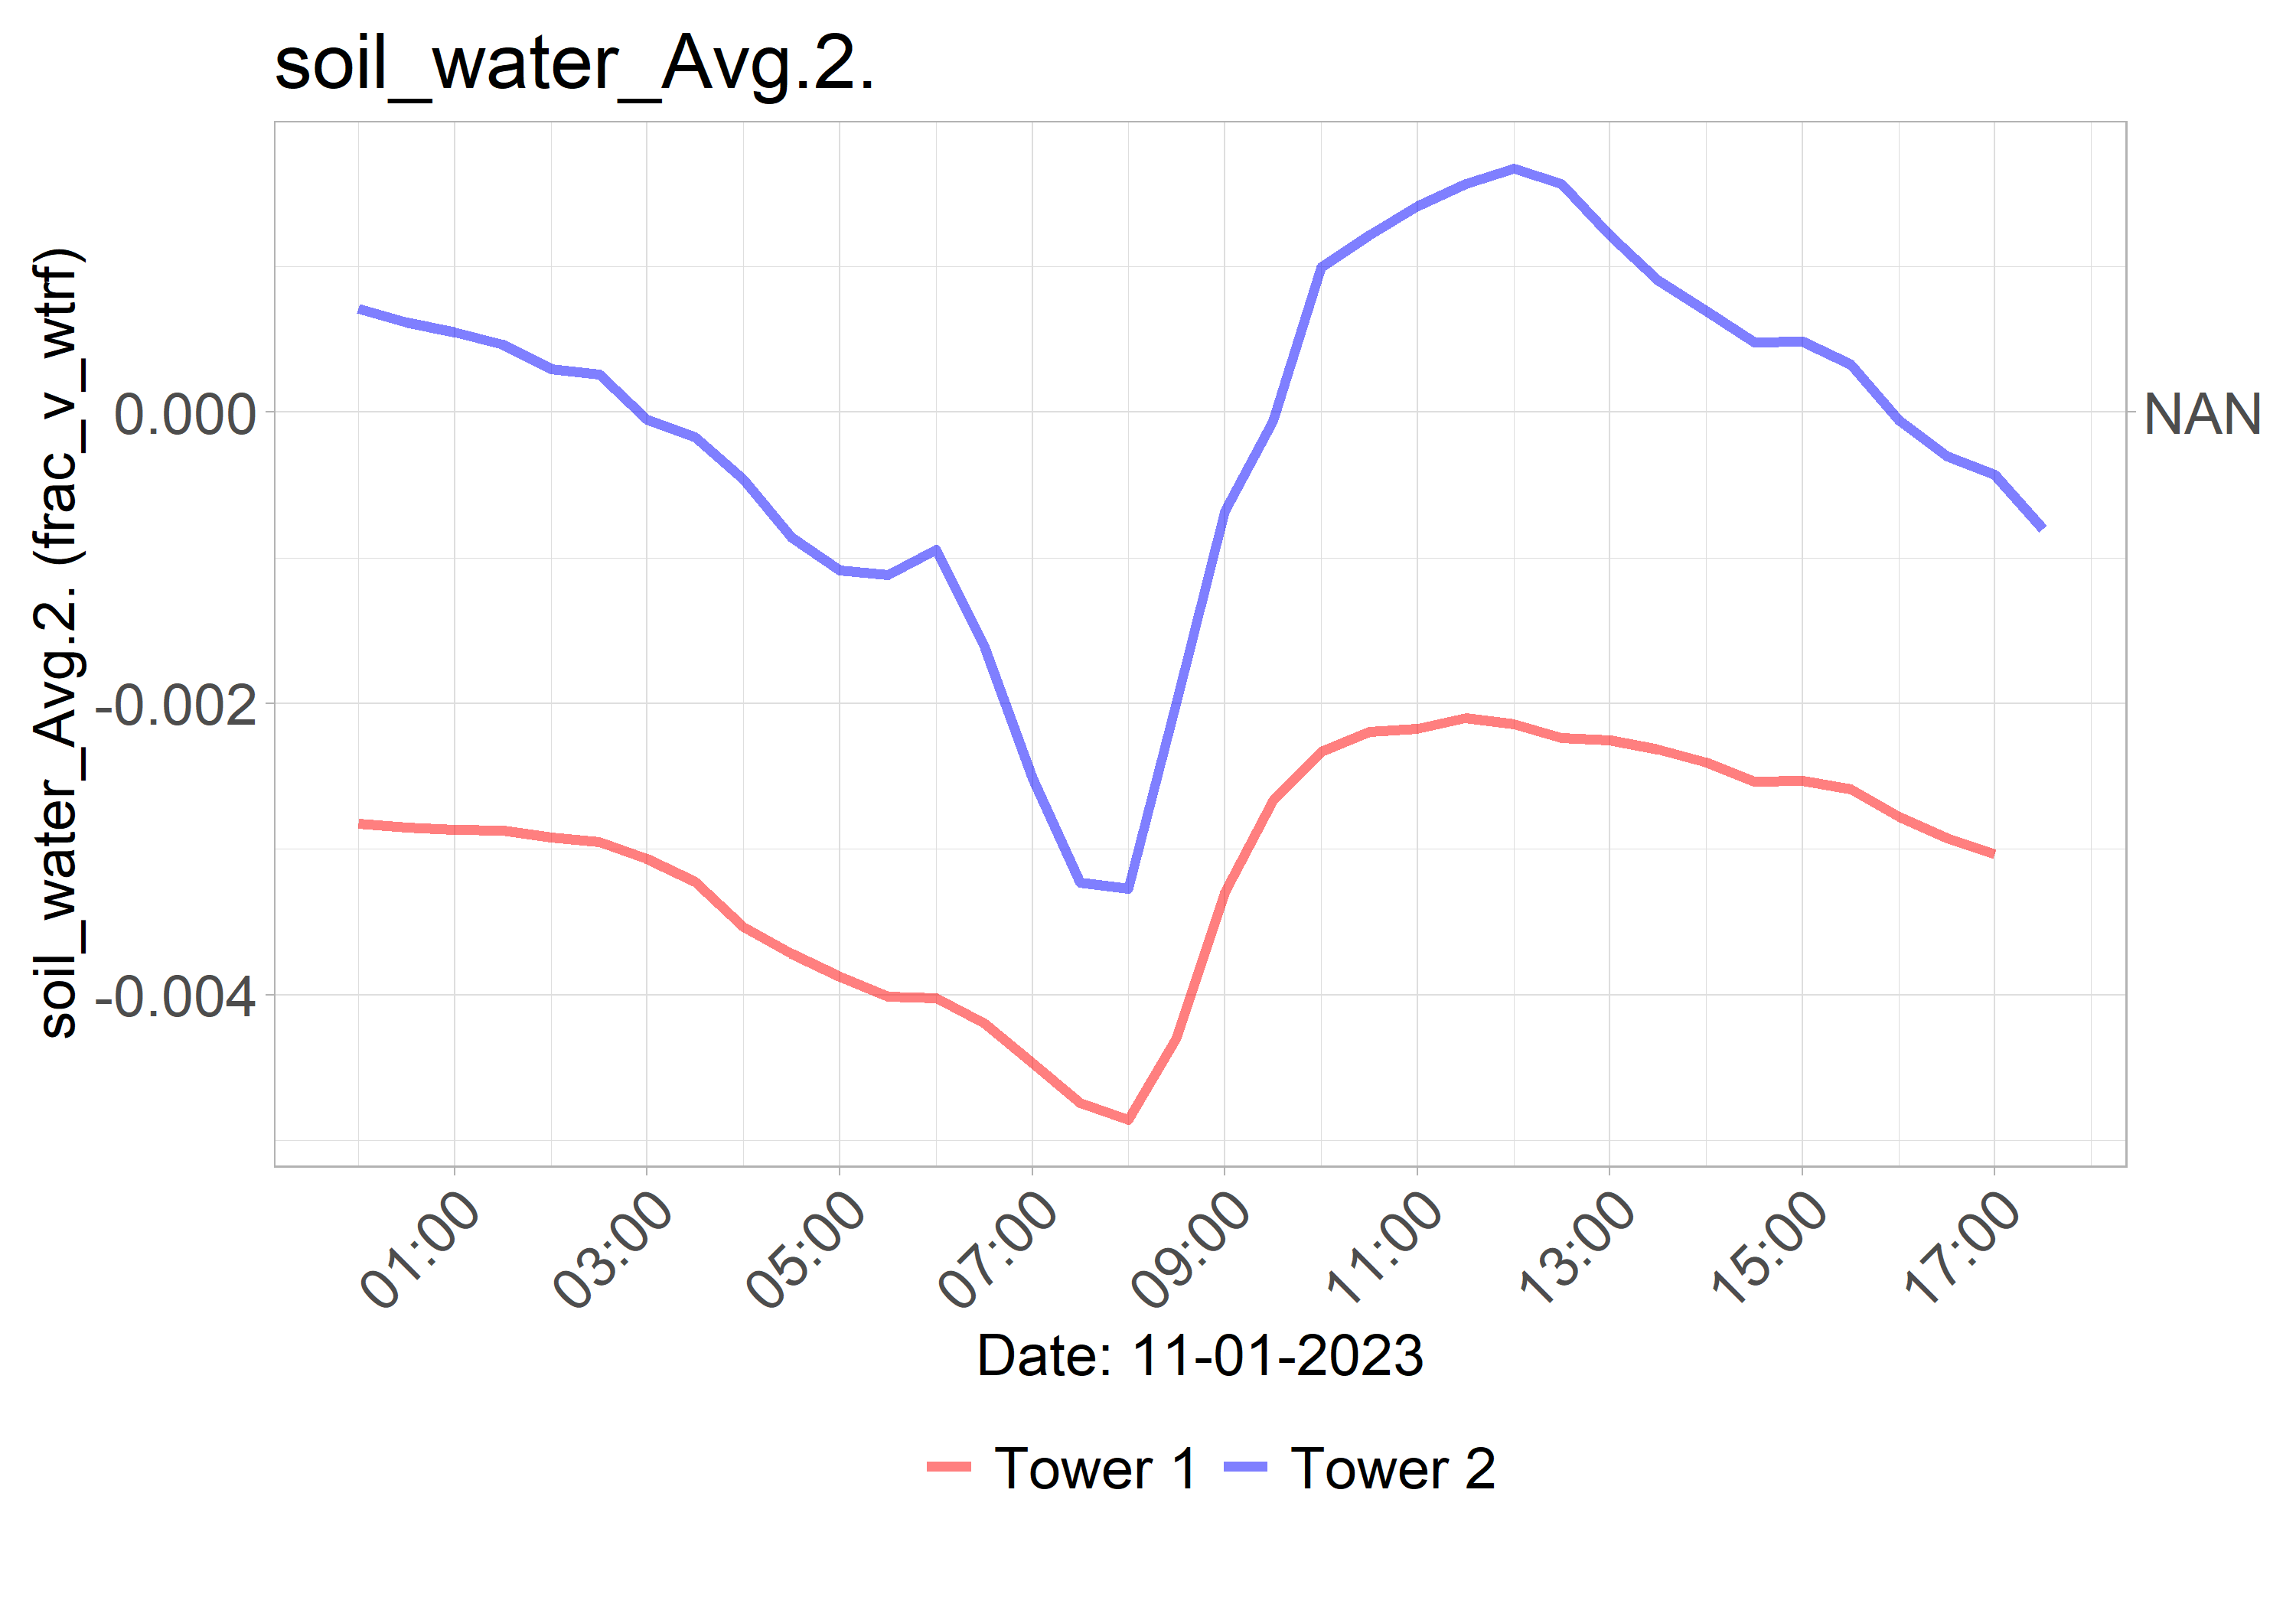 soil_water_Avg.2.
soil_water_Avg.2. (frac_v_wtrf)
0.000
-0.002
-0.004
NAN
01:00
03:00
05:00
07:00
09:00
11:00
13:00
15:00
17:00
Date: 11-01-2023
Tower 1
Tower 2